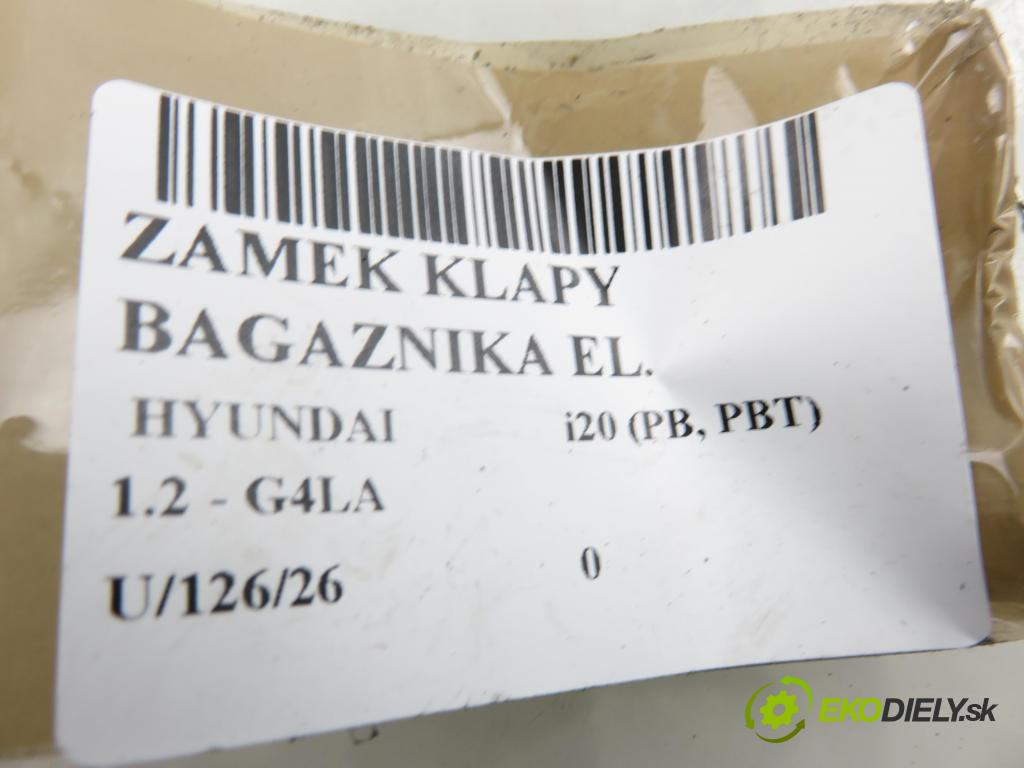 ZAMEK KLAPY
BAGAZNIKA EL.
HYUNDAI i20 (PB, PBT)
1.2 - G4LA
U/126/26 0
EKODIELY.sk